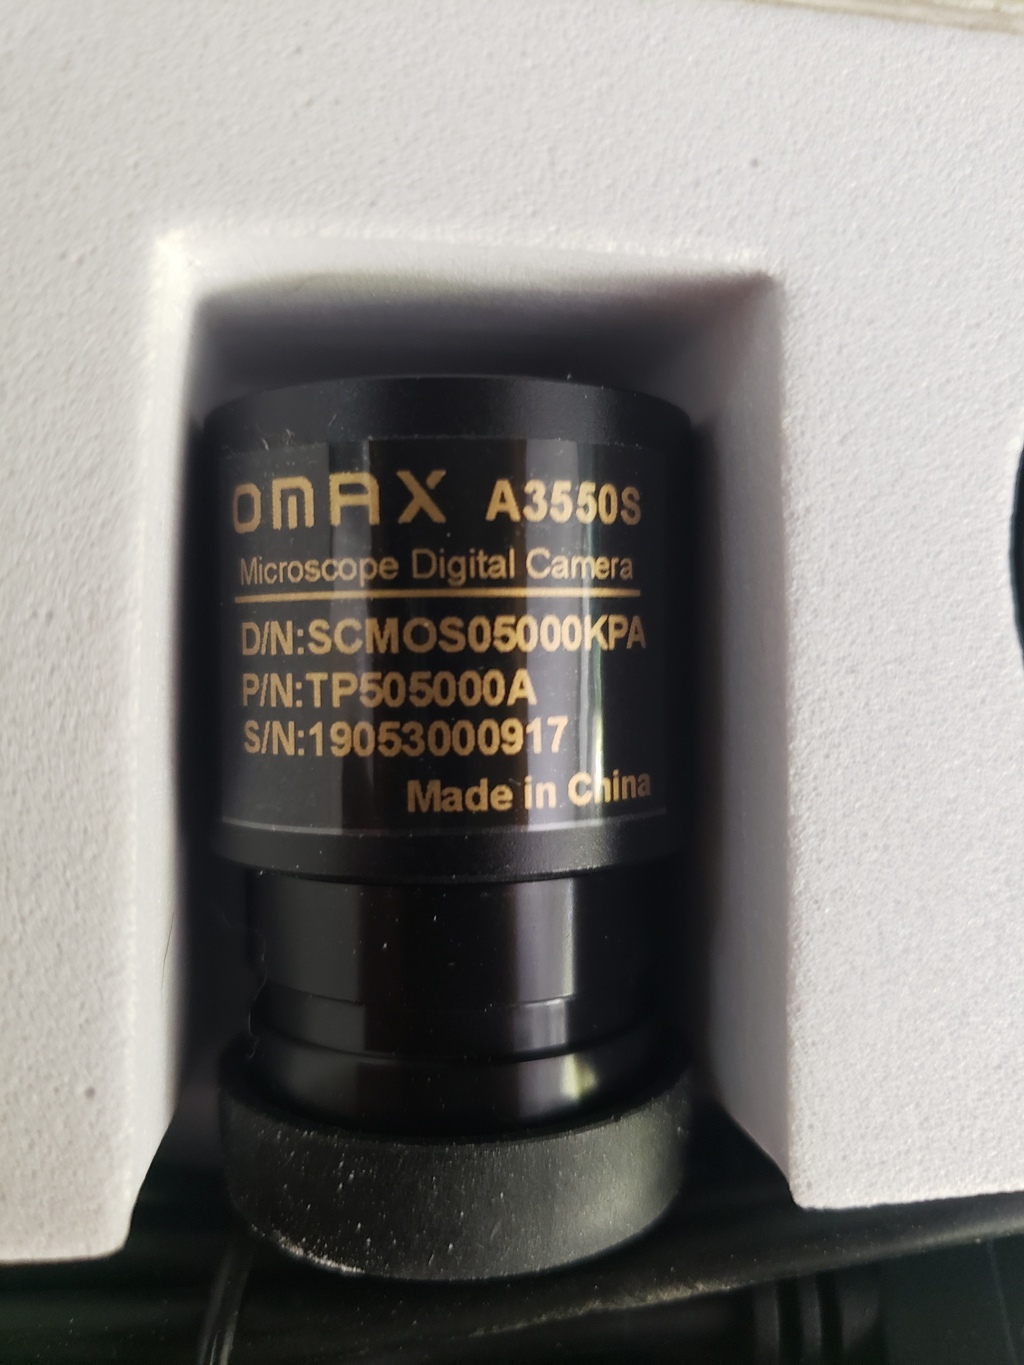 OMAX A3550S
Microscope Digital Camera
D/N:SCMOS05000KPA
P/N:TP505000A
S/N:19053000917
Made in China